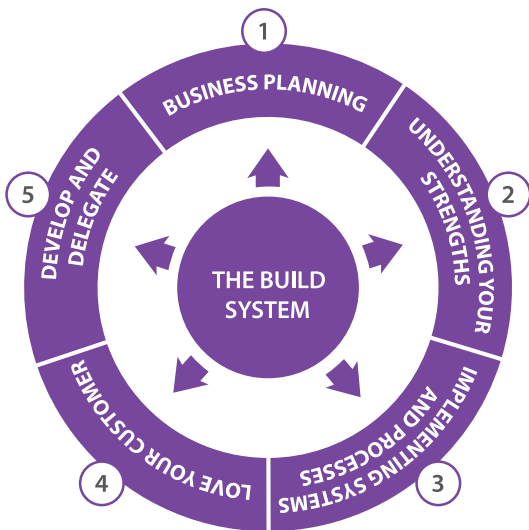 1
BUSINESS PLANNING
2
UNDERSTANDING YOUR
STRENGTHS
3
IMPLEMENTING SYSTEMS
AND PROCESSES
4
LOVE YOUR CUSTOMER
5
DEVELOP AND
DELEGATE
THE BUILD
SYSTEM